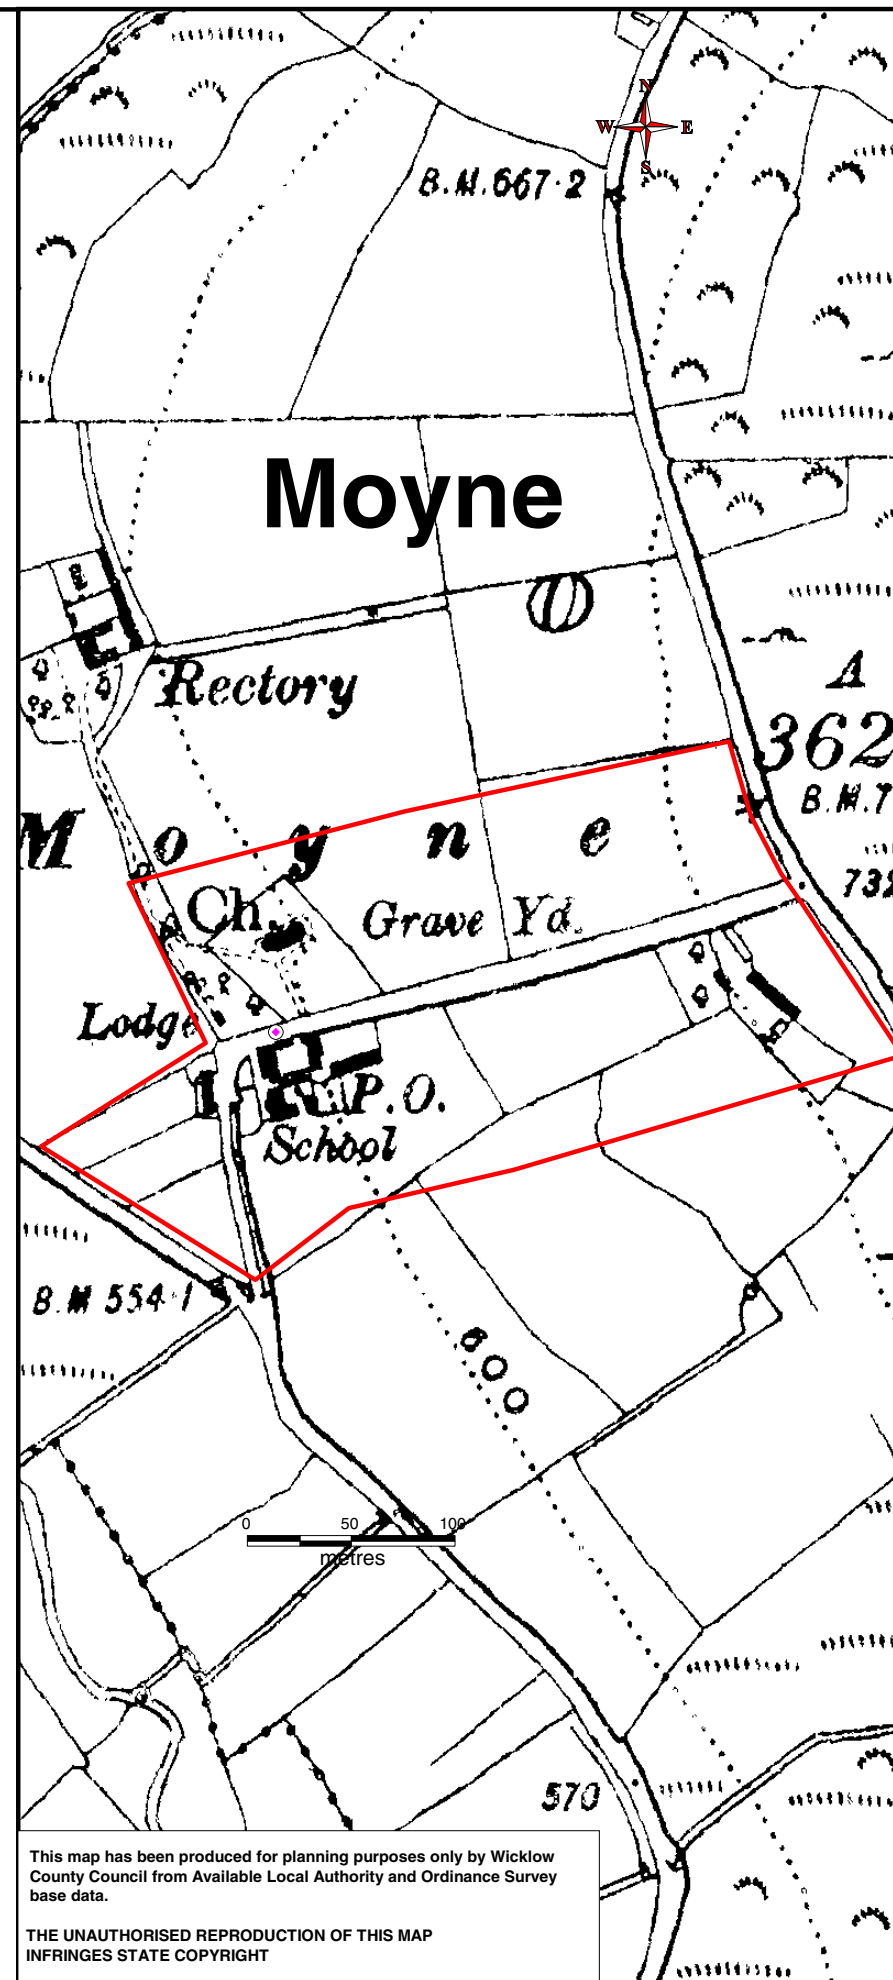 N
W E
S
B.M.667·2
Moyne
O
Rectory
A
362
B.M.7
M o y n e
732
Ch.
Grave Yd.
Lodge
P.O.
School
B.M 554·1
600
0 50 100
metres
570
This map has been produced for planning purposes only by Wicklow
County Council from Available Local Authority and Ordinance Survey
base data.
THE UNAUTHORISED REPRODUCTION OF THIS MAP
INFRINGES STATE COPYRIGHT